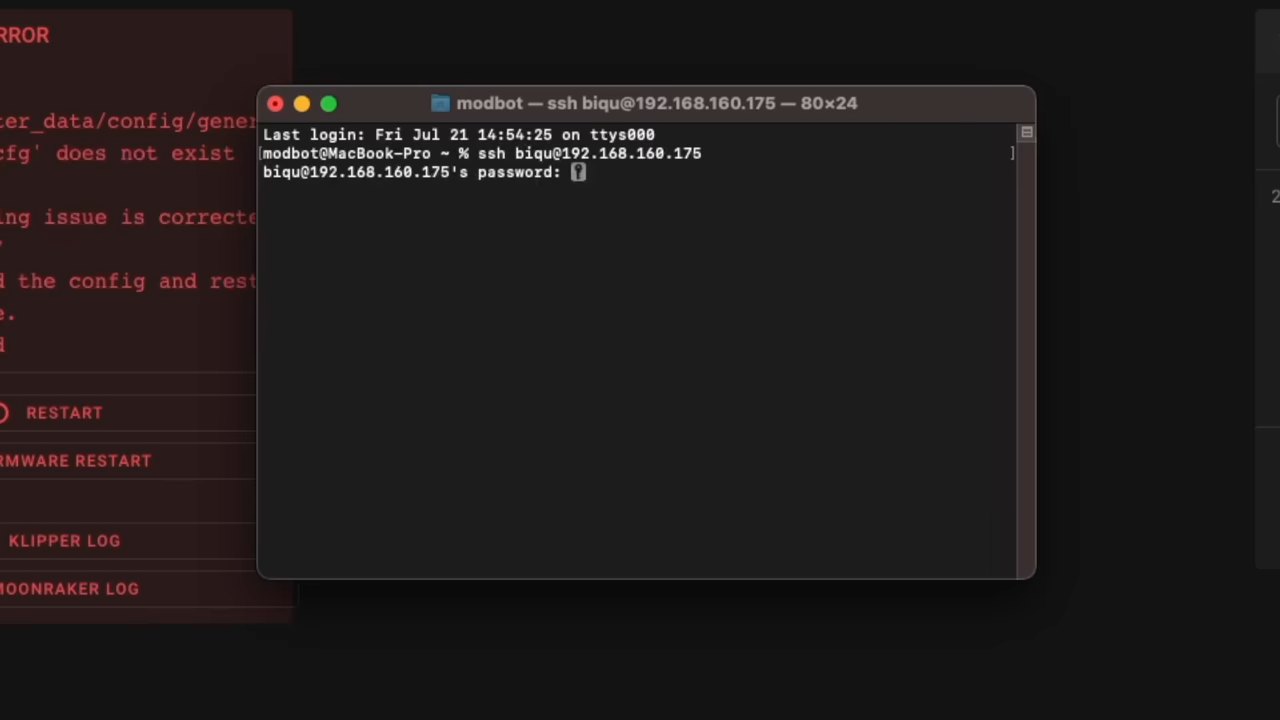 RROR
ter_data/config/gener
cfg' does not exist
ing issue is correcte
d the config and rest
e.
d
RESTART
RMWARE RESTART
KLIPPER LOG
MOONRAKER LOG
modbot — ssh biqu@192.168.160.175 — 80×24
Last login: Fri Jul 21 14:54:25 on ttys000
[modbot@MacBook-Pro ~ % ssh biqu@192.168.160.175 ]
biqu@192.168.160.175's password:
2